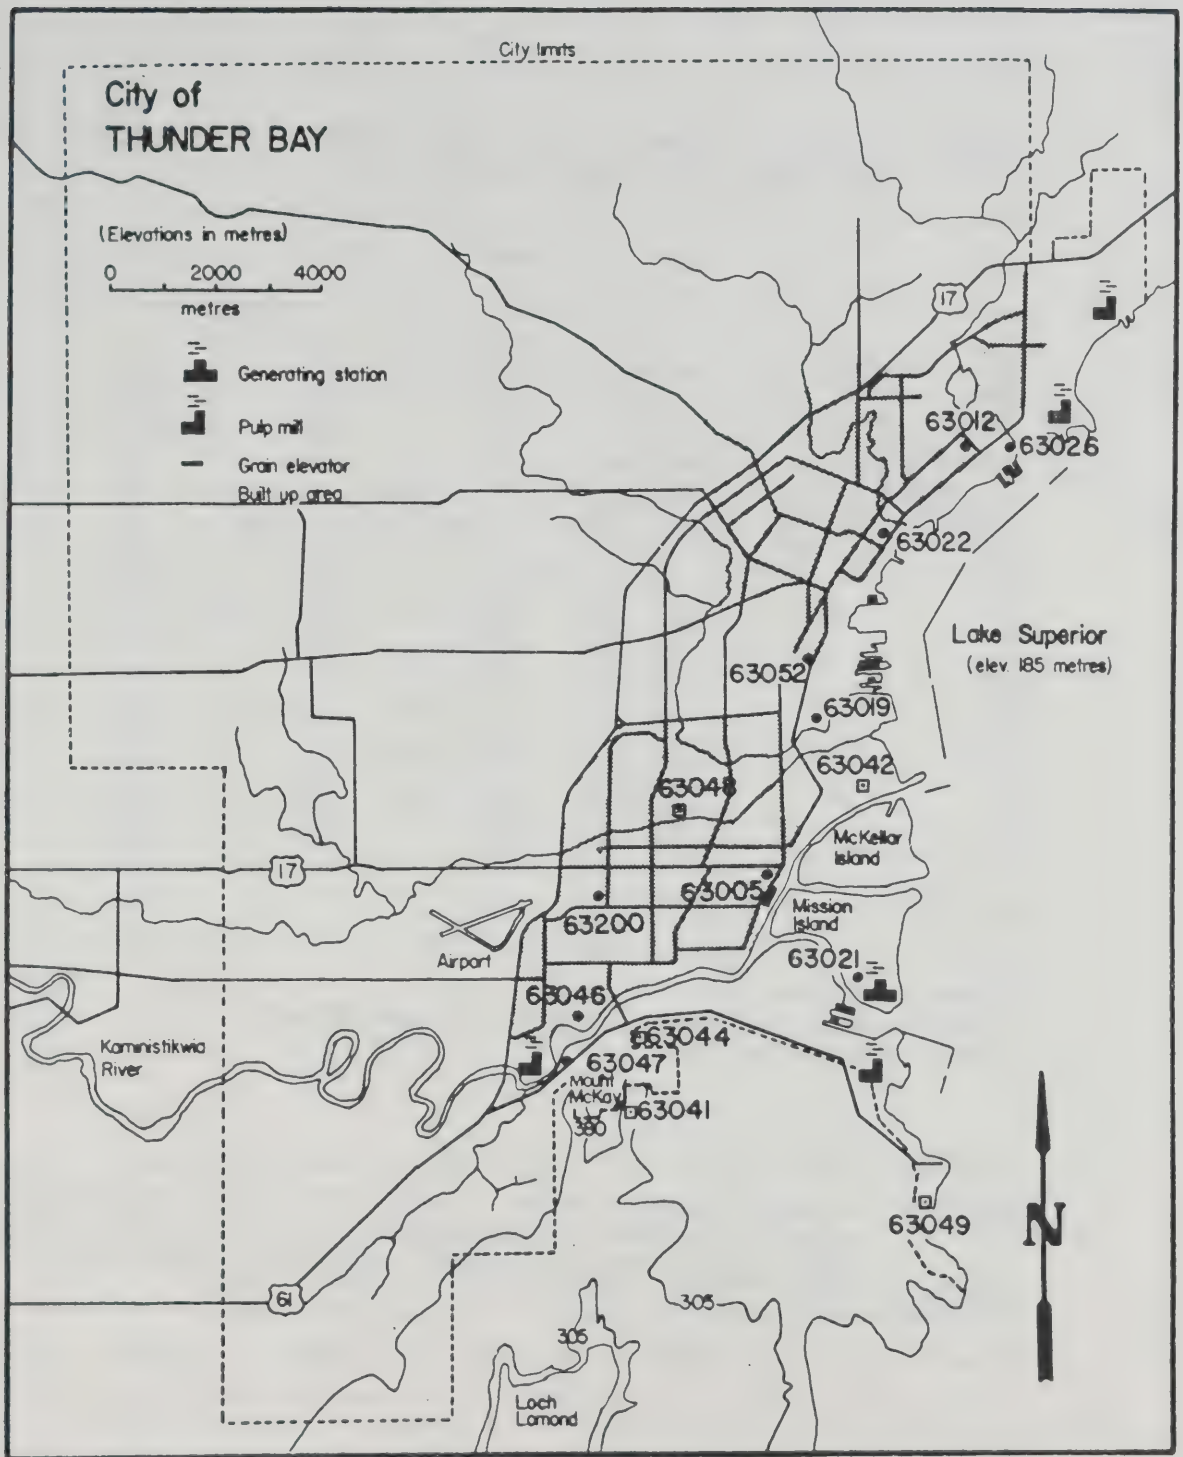 City limits
City of
THUNDER BAY
(Elevations in metres)
0 2000 4000
metres
Generating station
Pulp mill
Grain elevator
Built up area
17
63012
63026
63022
Lake Superior
(elev. 185 metres)
63052
63019
63042
63048
McKellar
Island
17
63005
Mission
Island
63200
Airport
63021
63046
Kaministikwia
River
63044
63047
Mount
McKay
63041
380
63049
N
61
305
305
Loch
Lomond